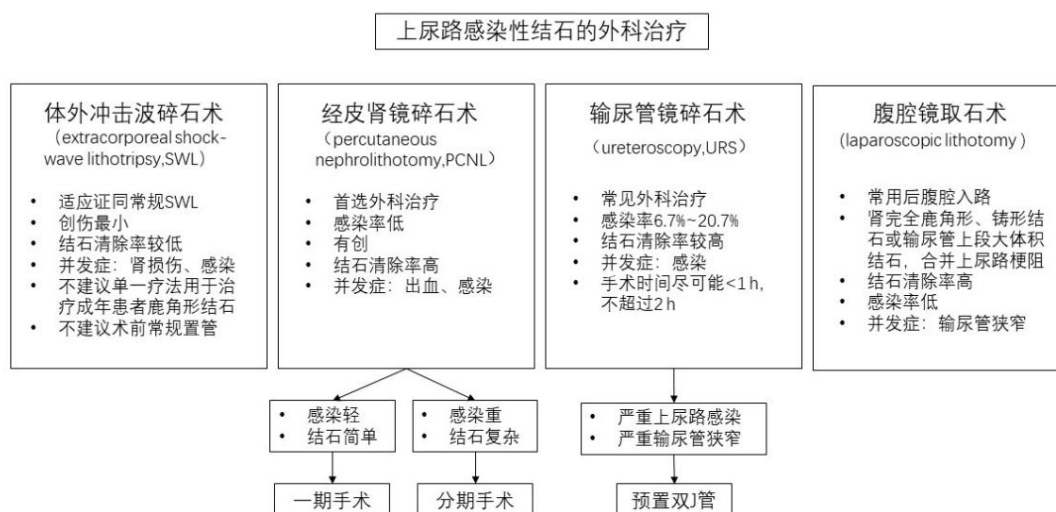 上尿路感染性结石的外科治疗
体外冲击波碎石术
（extracorporeal shock-
wave lithotripsy,SWL）
• 适应证同常规SWL
• 创伤最小
• 结石清除率较低
• 并发症：肾损伤、感染
• 不建议单一疗法用于
治疗成年患者鹿角形结石
• 不建议术前常规置管
经皮肾镜碎石术
（percutaneous
nephrolithotomy,PCNL）
• 首选外科治疗
• 感染率低
• 有创
• 结石清除率高
• 并发症：出血、感染
输尿管镜碎石术
（ureteroscopy,URS）
• 常见外科治疗
• 感染率6.7%~20.7%
• 结石清除率较高
• 并发症：感染
• 手术时间尽可能<1h,
不超过2h
腹腔镜取石术
(laparoscopic lithotomy )
• 常用后腹腔入路
• 肾完全鹿角形、铸形结
石或输尿管上段大体积
结石，合并上尿路梗阻
• 结石清除率高
• 感染率低
• 并发症：输尿管狭窄
• 感染轻
• 结石简单
• 感染重
• 结石复杂
• 严重上尿路感染
• 严重输尿管狭窄
一期手术
分期手术
预置双J管